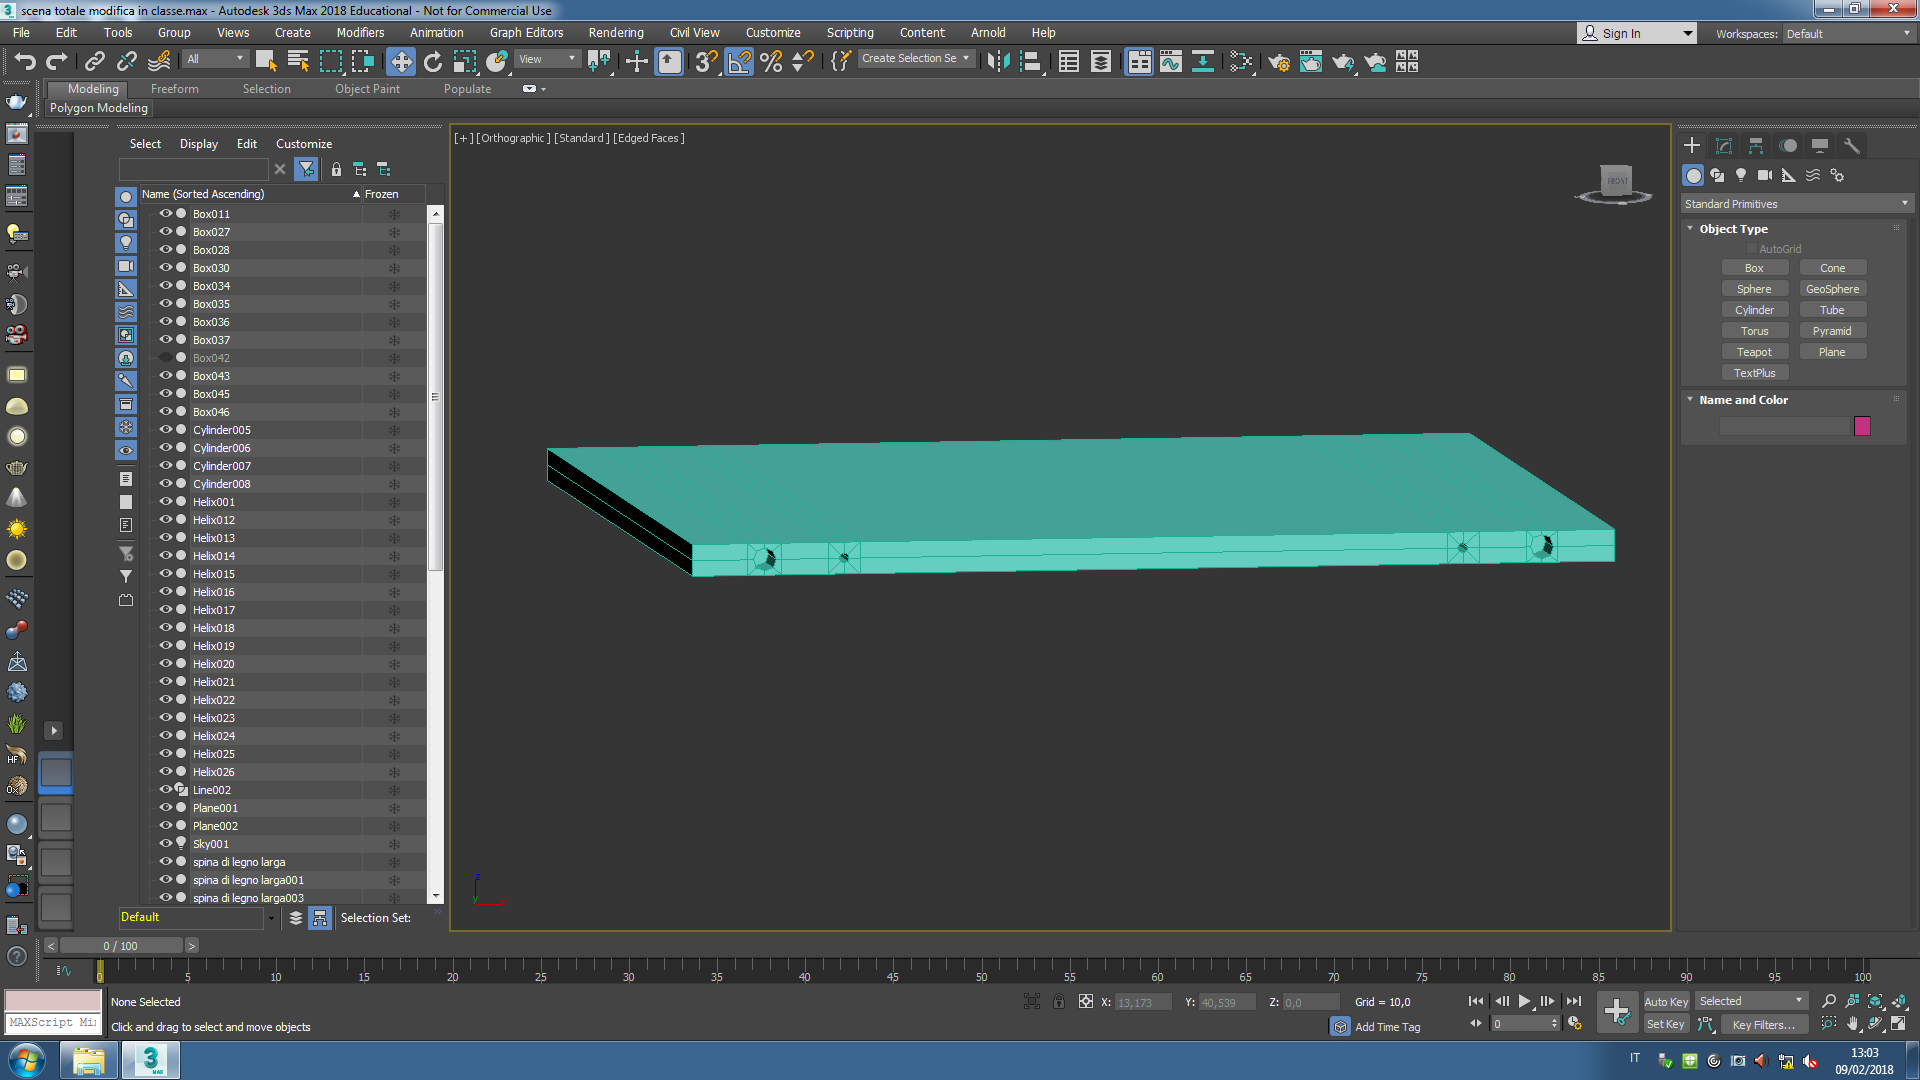 scena totale modifica in classe.max - Autodesk 3ds Max 2018 Educational - Not for Commercial Use
File Edit Tools Group Views Create Modifiers Animation Graph Editors Rendering Civil View Customize Scripting Content Arnold Help
Sign In
Workspaces: Default
All
View
Create Selection Se
Modeling Freeform Selection Object Paint Populate
Polygon Modeling
Select Display Edit Customize
Name (Sorted Ascending) Frozen
Box011
Box027
Box028
Box030
Box034
Box035
Box036
Box037
Box042
Box043
Box045
Box046
Cylinder005
Cylinder006
Cylinder007
Cylinder008
Helix001
Helix012
Helix013
Helix014
Helix015
Helix016
Helix017
Helix018
Helix019
Helix020
Helix021
Helix022
Helix023
Helix024
Helix025
Helix026
Line002
Plane001
Plane002
Sky001
spina di legno larga
spina di legno larga001
spina di legno larga003
Default
Selection Set:
[+] [Orthographic] [Standard] [Edged Faces]
FRONT
z
x
y
Standard Primitives
Object Type
AutoGrid
Box Cone
Sphere GeoSphere
Cylinder Tube
Torus Pyramid
Teapot Plane
TextPlus
Name and Color
< 0 / 100 >
0 5 10 15 20 25 30 35 40 45 50 55 60 65 70 75 80 85 90 95 100
None Selected
MAXScript Mi
Click and drag to select and move objects
X: 13,173 Y: 40,539 Z: 0,0 Grid = 10,0
Add Time Tag
0
Auto Key Selected
Set Key Key Filters...
IT
13:03
09/02/2018